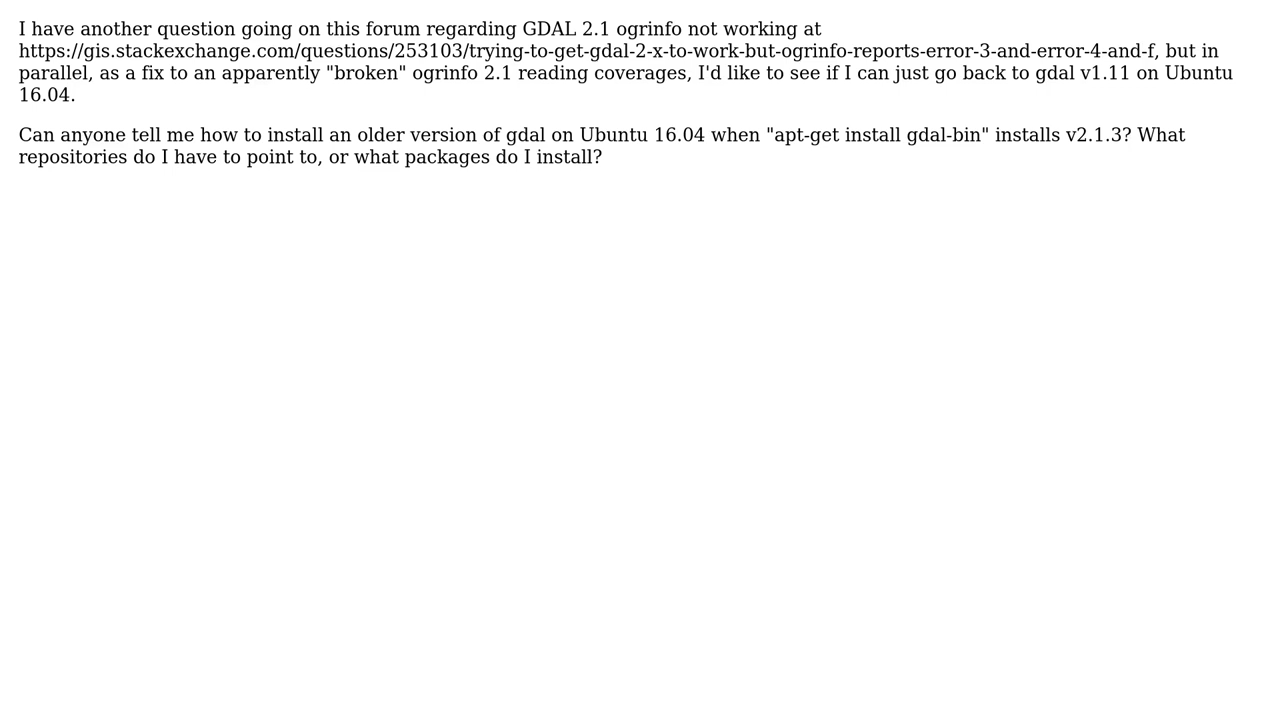 I have another question going on this forum regarding GDAL 2.1 ogrinfo not working at
https://gis.stackexchange.com/questions/253103/trying-to-get-gdal-2-x-to-work-but-ogrinfo-reports-error-3-and-error-4-and-f, but in
parallel, as a fix to an apparently "broken" ogrinfo 2.1 reading coverages, I'd like to see if I can just go back to gdal v1.11 on Ubuntu
16.04.
Can anyone tell me how to install an older version of gdal on Ubuntu 16.04 when "apt-get install gdal-bin" installs v2.1.3? What
repositories do I have to point to, or what packages do I install?